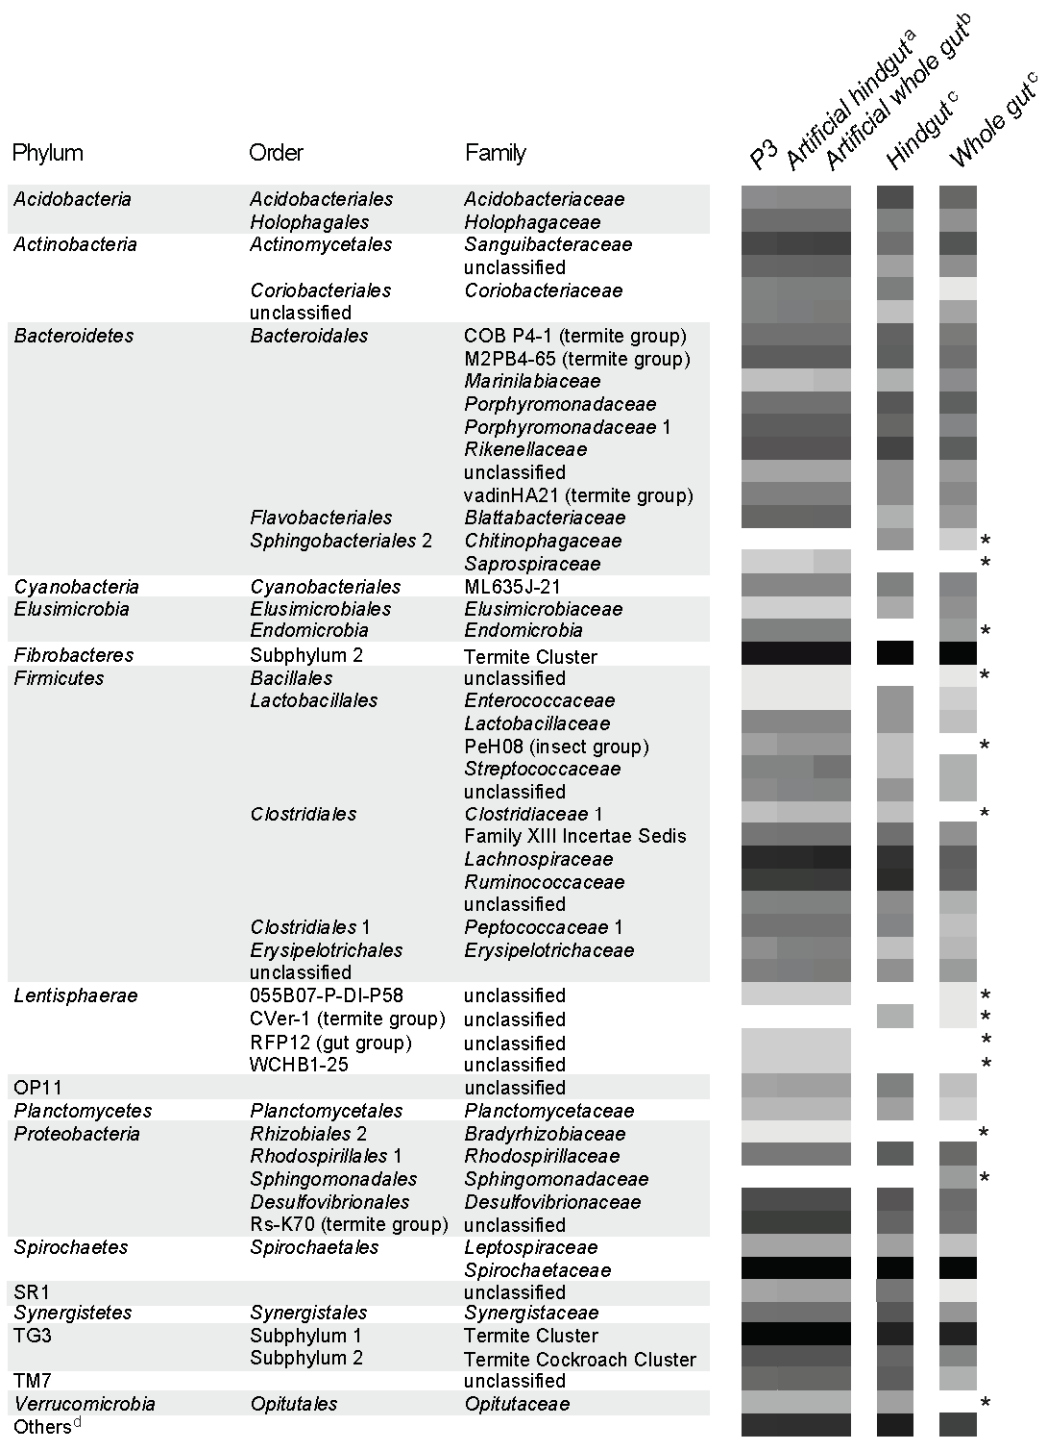 P3 Artificial hindgut a Artificial whole gut b Hindgut c Whole gut c
Phylum Order Family
Acidobacteria Acidobacteriales Acidobacteriaceae
Holophagales Holophagaceae
Actinobacteria Actinomycetales Sanguibacteraceae
unclassified
Coriobacteriales Coriobacteriaceae
unclassified
Bacteroidetes Bacteroidales COB P4-1 (termite group)
M2PB4-65 (termite group)
Marinilabiaceae
Porphyromonadaceae
Porphyromonadaceae 1
Rikenellaceae
unclassified
vadinHA21 (termite group)
Flavobacteriales Blattabacteriaceae
Sphingobacteriales 2 Chitinophagaceae *
Saprospiraceae *
Cyanobacteria Cyanobacteriales ML635J-21
Elusimicrobia Elusimicrobiales Elusimicrobiaceae
Endomicrobia Endomicrobia *
Fibrobacteres Subphylum 2 Termite Cluster
Firmicutes Bacillales unclassified *
Lactobacillales Enterococcaceae
Lactobacillaceae
PeH08 (insect group) *
Streptococcaceae
unclassified
Clostridiales Clostridiaceae 1 *
Family XIII Incertae Sedis
Lachnospiraceae
Ruminococcaceae
unclassified
Clostridiales 1 Peptococcaceae 1
Erysipelotrichales Erysipelotrichaceae
unclassified
Lentisphaerae 055B07-P-DI-P58 unclassified *
CVer-1 (termite group) unclassified *
RFP12 (gut group) unclassified *
WCHB1-25 unclassified *
OP11 unclassified
Planctomycetes Planctomycetales Planctomycetaceae
Proteobacteria Rhizobiales 2 Bradyrhizobiaceae *
Rhodospirillales 1 Rhodospirillaceae
Sphingomonadales Sphingomonadaceae *
Desulfovibrionales Desulfovibrionaceae
Rs-K70 (termite group) unclassified
Spirochaetes Spirochaetales Leptospiraceae
Spirochaetaceae
SR1 unclassified
Synergistetes Synergistales Synergistaceae
TG3 Subphylum 1 Termite Cluster
Subphylum 2 Termite Cockroach Cluster
TM7 unclassified
Verrucomicrobia Opitutales Opitutaceae *
Others d